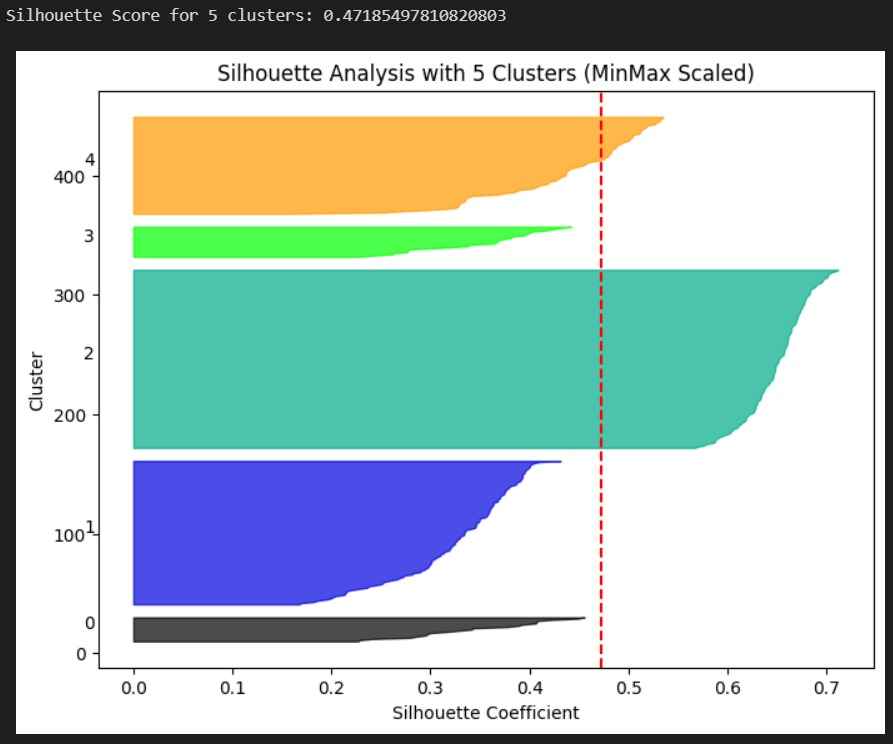 Silhouette Score for 5 clusters: 0.47185497810820803
Silhouette Analysis with 5 Clusters (MinMax Scaled)
4
400
3
300
2
200
1
100
0
0
Cluster
0.0 0.1 0.2 0.3 0.4 0.5 0.6 0.7
Silhouette Coefficient